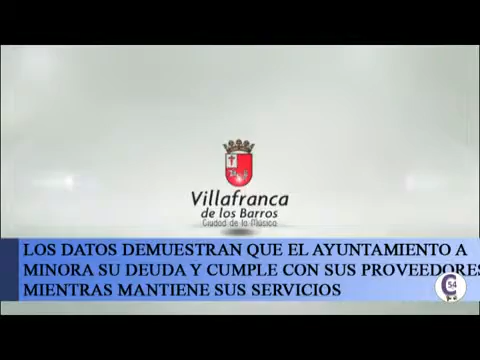 Villafranca
de los Barros
Ciudad de la Música
LOS DATOS DEMUESTRAN QUE EL AYUNTAMIENTO A
MINORA SU DEUDA Y CUMPLE CON SUS PROVEEDORES
MIENTRAS MANTIENE SUS SERVICIOS
54